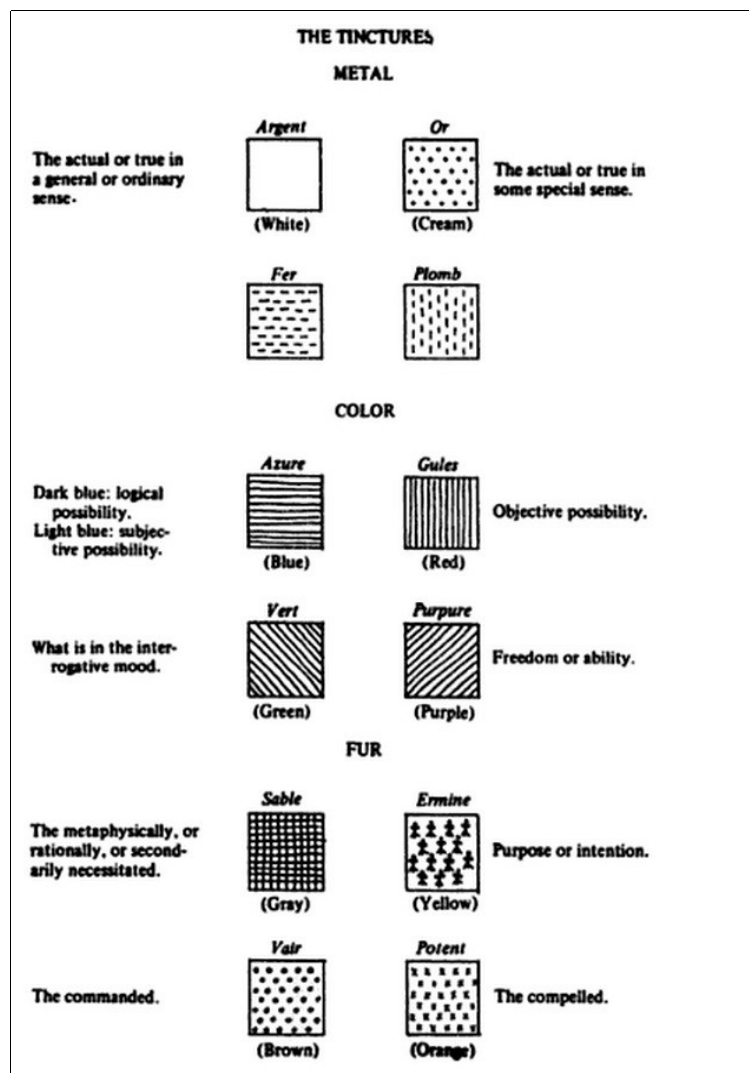 THE TINCTURES
METAL
Argent
Or
The actual or true in
a general or ordinary
sense.
The actual or true in
some special sense.
(White)
(Cream)
Fer
Plomb
COLOR
Azure
Gules
Dark blue: logical
possibility.
Light blue: subjec-
tive possibility.
Objective possibility.
(Blue)
(Red)
Vert
Purpure
What is in the inter-
rogative mood.
Freedom or ability.
(Green)
(Purple)
FUR
Sable
Ermine
The metaphysically, or
rationally, or second-
arily necessitated.
Purpose or intention.
(Gray)
(Yellow)
Vair
Potent
The commanded.
The compelled.
(Brown)
(Orange)